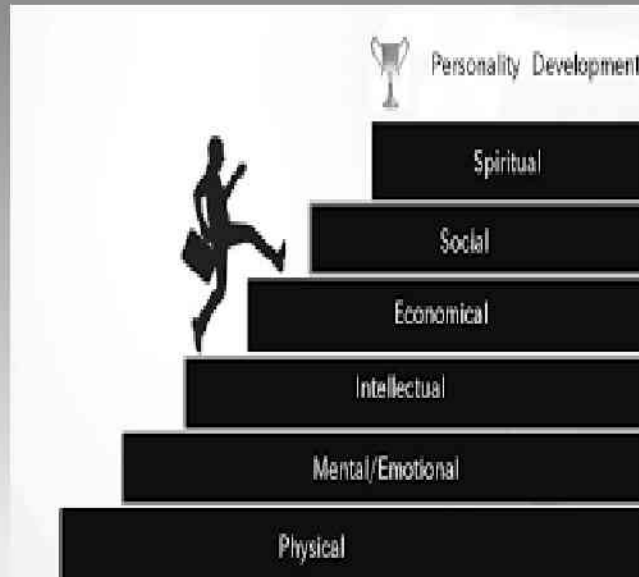 Personality Development
Spiritual
Social
Economical
Intellectual
Mental/Emotional
Physical